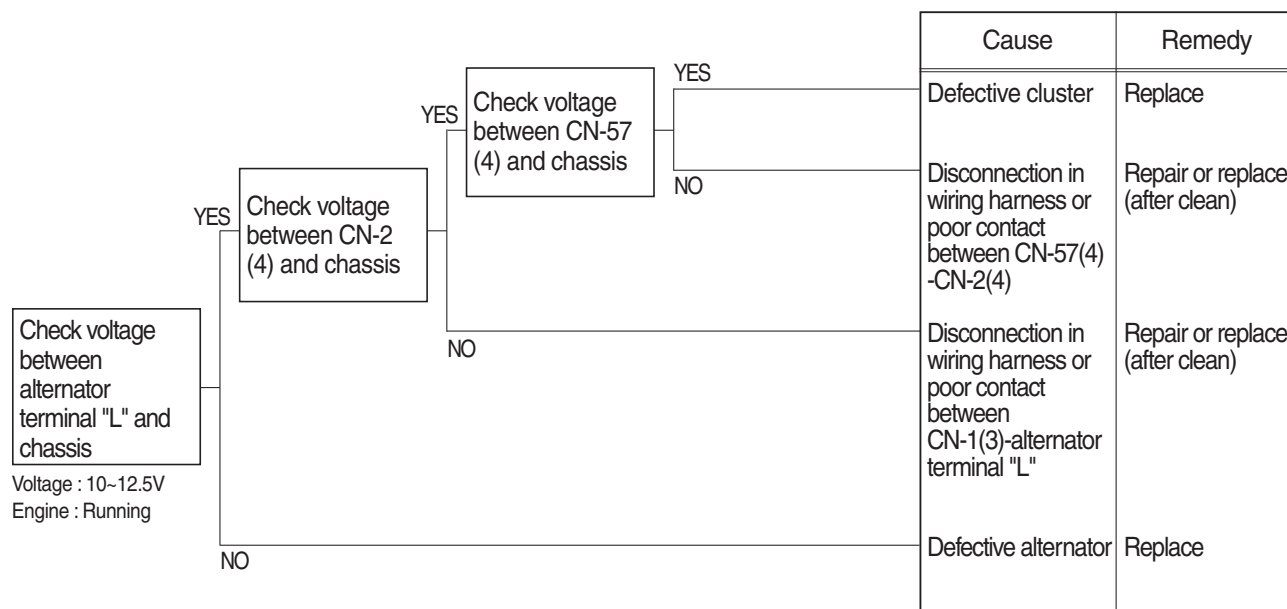 Cause
Remedy
YES
Check voltage
between CN-57
(4) and chassis
Defective cluster
Replace
YES
NO
Disconnection in
wiring harness or
poor contact
between CN-57(4)
-CN-2(4)
Repair or replace
(after clean)
YES
Check voltage
between CN-2
(4) and chassis
NO
Disconnection in
wiring harness or
poor contact
between
CN-1(3)-alternator
terminal "L"
Repair or replace
(after clean)
Check voltage
between
alternator
terminal "L" and
chassis
Voltage : 10~12.5V
Engine : Running
NO
Defective alternator
Replace